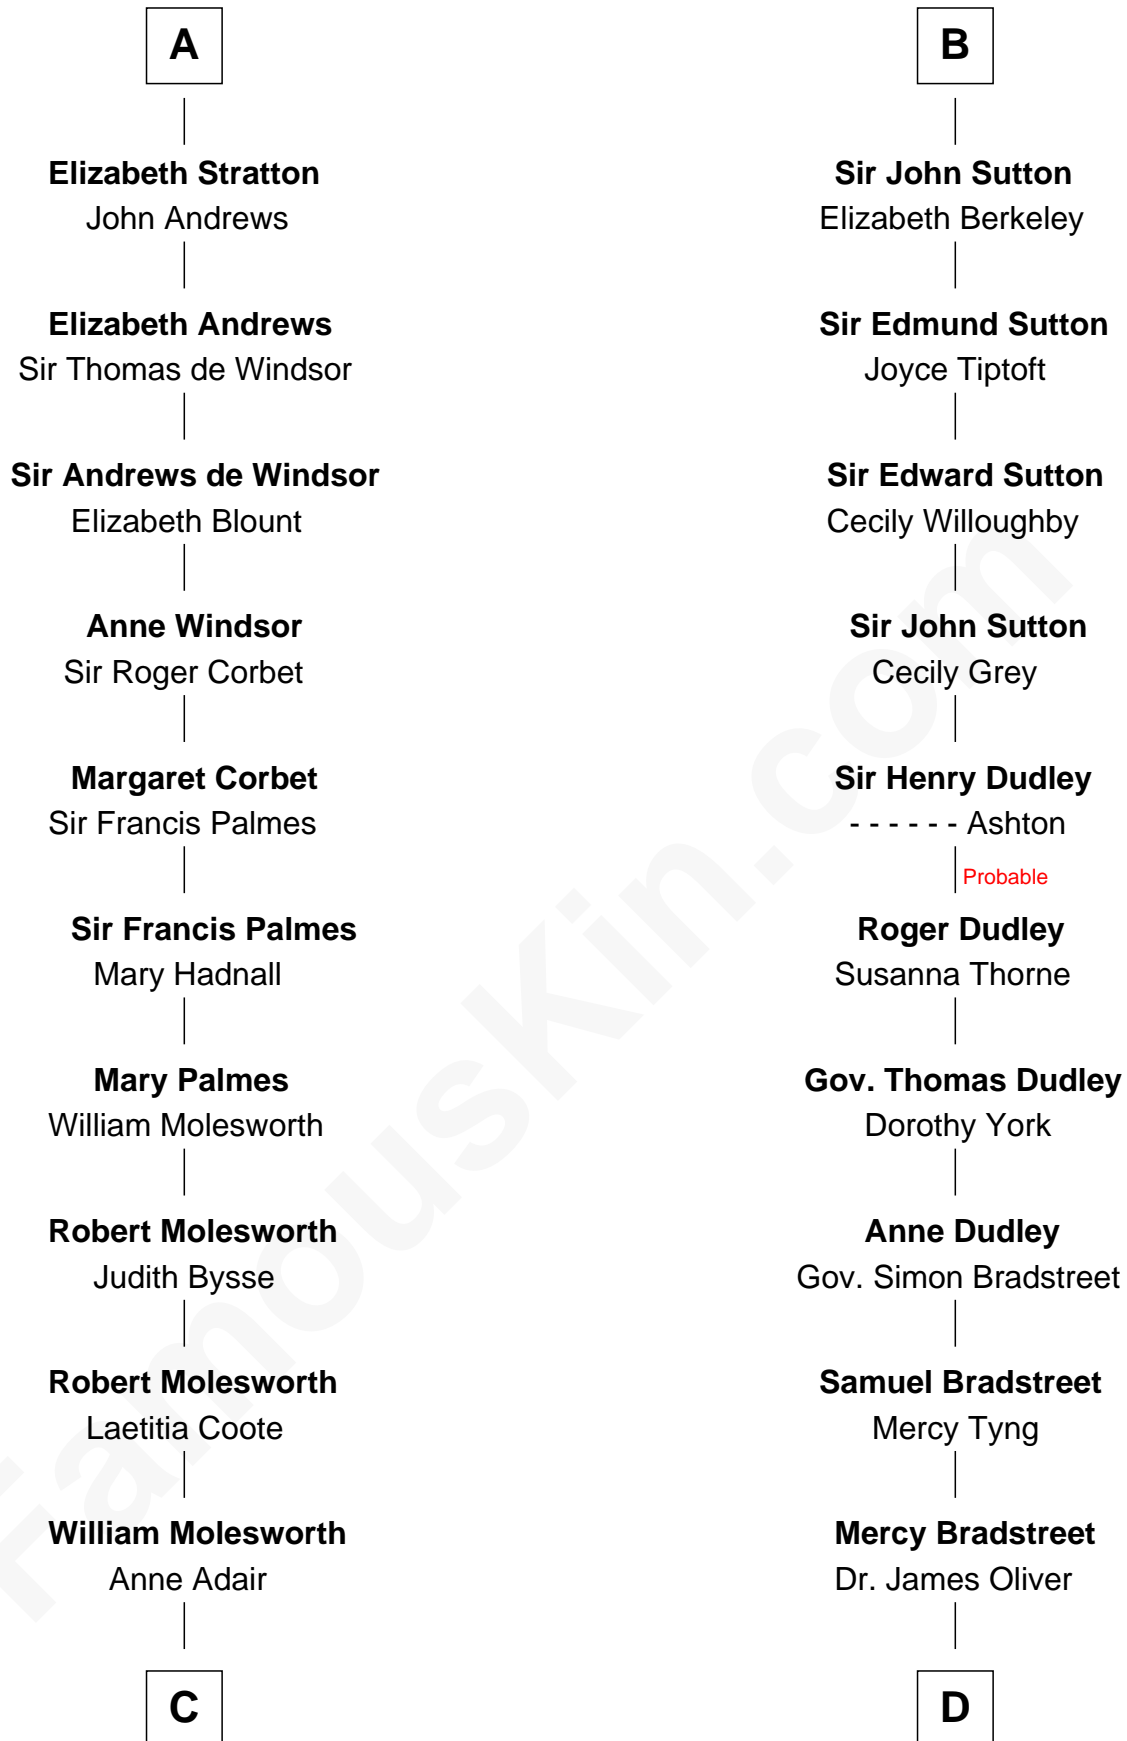 A
Elizabeth Stratton
John Andrews
Elizabeth Andrews
Sir Thomas de Windsor
Sir Andrews de Windsor
Elizabeth Blount
Anne Windsor
Sir Roger Corbet
Margaret Corbet
Sir Francis Palmes
Sir Francis Palmes
Mary Hadnall
Mary Palmes
William Molesworth
Robert Molesworth
Judith Bysse
Robert Molesworth
Laetitia Coote
William Molesworth
Anne Adair
C
B
Sir John Sutton
Elizabeth Berkeley
Sir Edmund Sutton
Joyce Tiptoft
Sir Edward Sutton
Cecily Willoughby
Sir John Sutton
Cecily Grey
Sir Henry Dudley
- - - - - - Ashton
Probable
Roger Dudley
Susanna Thorne
Gov. Thomas Dudley
Dorothy York
Anne Dudley
Gov. Simon Bradstreet
Samuel Bradstreet
Mercy Tyng
Mercy Bradstreet
Dr. James Oliver
D
FamousKin.com